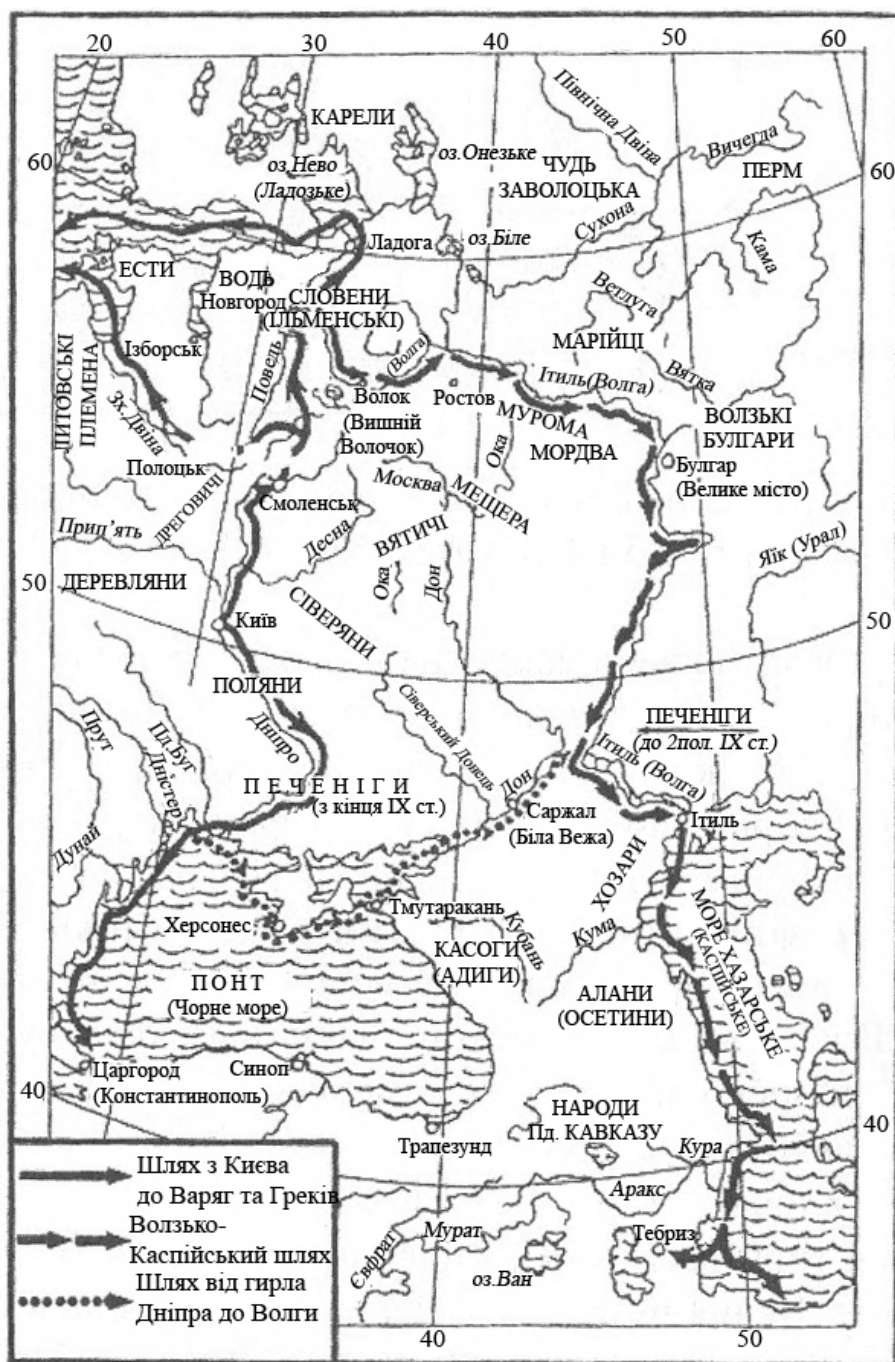 20
30
40
50
60
КАРЕЛИ
оз.Нево
(Ладозьке)
оз.Онезьке
Північна Двіна
Вичегда
ЧУДЬ
ЗАВОЛОЦЬКА
ПЕРМ
60
60
Ладога
оз.Біле
Сухона
Кама
ЕСТИ
ВОДЬ
Новгород
СЛОВЕНИ
(ІЛЬМЕНСЬКІ)
Ветлуга
МАРІЙЦІ
Вятка
Ізборськ
Поведь
(Волга)
Волок
(Вишній
Волочок)
Ростов
Ітиль(Волга)
МУРОМА
МОРДВА
ВОЛЗЬКІ
БУЛГАРИ
Булгар
(Велике місто)
ЛИТОВСЬКІ
ПЛЕМЕНА
Зх.Двіна
Полоцьк
ДРЕГОВИЧІ
Смоленськ
Москва
Ока
МЕЩЕРА
Прип’ять
Десна
ВЯТИЧІ
Ока
Дон
Яїк (Урал)
50
ДЕРЕВЛЯНИ
Київ
СІВЕРЯНИ
50
ПОЛЯНИ
Дніпро
Сіверський Донець
ПЕЧЕНІГИ
(до 2пол. IX ст.)
Прут
Пд.Буг
Дністер
ПЕЧЕНІГИ
(з кінця IX ст.)
Дон
Ітиль (Волга)
Ітиль
Дунай
Саржал
(Біла Вежа)
ХОЗАРИ
Херсонес
Тмутаракань
Кубань
КАСОГИ
(АДИГИ)
Кума
МОРЕ ХАЗАРСЬКЕ
(КАСПІЙСЬКЕ)
ПОНТ
(Чорне море)
АЛАНИ
(ОСЕТИНИ)
40
Царгород
(Константинополь)
Синоп
Трапезунд
НАРОДИ
Пд. КАВКАЗУ
40
Кура
Аракс
Мурат
Тебриз
Євфрат
оз.Ван
Шлях з Києва
до Варяг та Греків
Волзько-
Каспійський шлях
Шлях від гирла
Дніпра до Волги
40
50